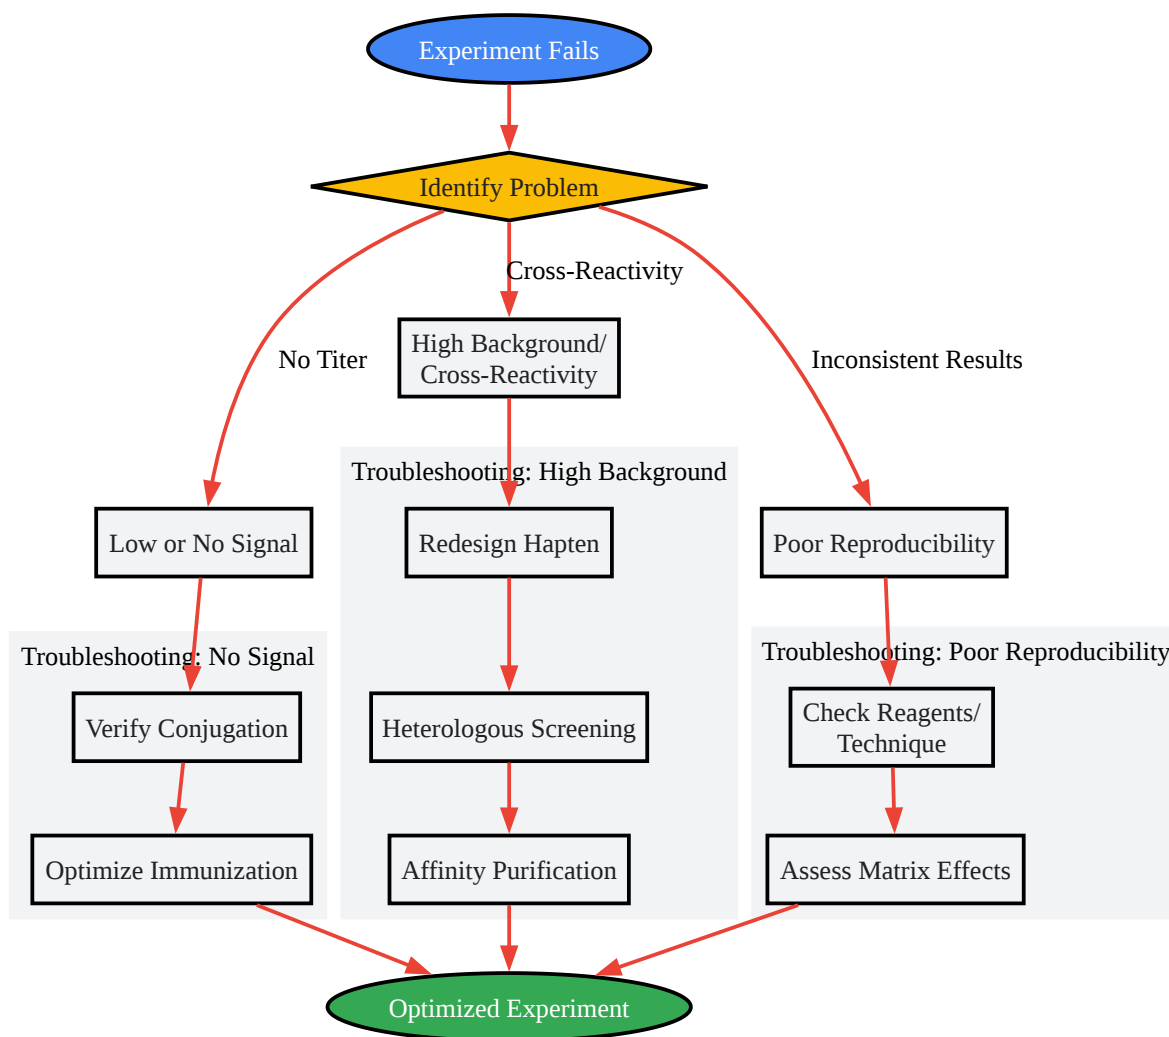 Experiment Fails
Identify Problem
Cross-Reactivity
No Titer
High Background/
Cross-Reactivity
Inconsistent Results
Troubleshooting: High Background
Low or No Signal
Redesign Hapten
Poor Reproducibility
Troubleshooting: No Signal
Troubleshooting: Poor Reproducibility
Verify Conjugation
Heterologous Screening
Check Reagents/
Technique
Optimize Immunization
Affinity Purification
Assess Matrix Effects
Optimized Experiment